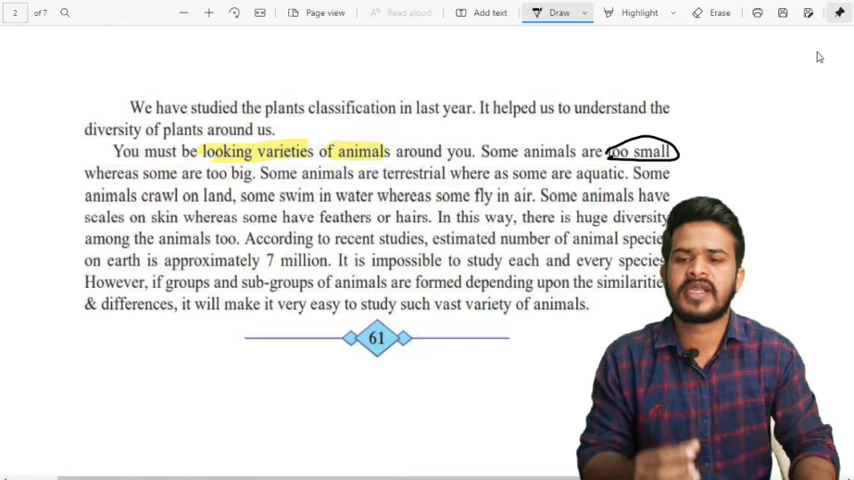 2 of 7
Page view
Read aloud
Add text
Draw
Highlight
Erase
We have studied the plants classification in last year. It helped us to understand the
diversity of plants around us.
You must be looking varieties of animals around you. Some animals are too small
whereas some are too big. Some animals are terrestrial where as some are aquatic. Some
animals crawl on land, some swim in water whereas some fly in air. Some animals have
scales on skin whereas some have feathers or hairs. In this way, there is huge diversity
among the animals too. According to recent studies, estimated number of animal specie
on earth is approximately 7 million. It is impossible to study each and every species
However, if groups and sub-groups of animals are formed depending upon the similaritie
& differences, it will make it very easy to study such vast variety of animals.
61